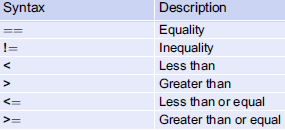 Syntax Description
== Equality
!= Inequality
< Less than
> Greater than
<= Less than or equal
>= Greater than or equal